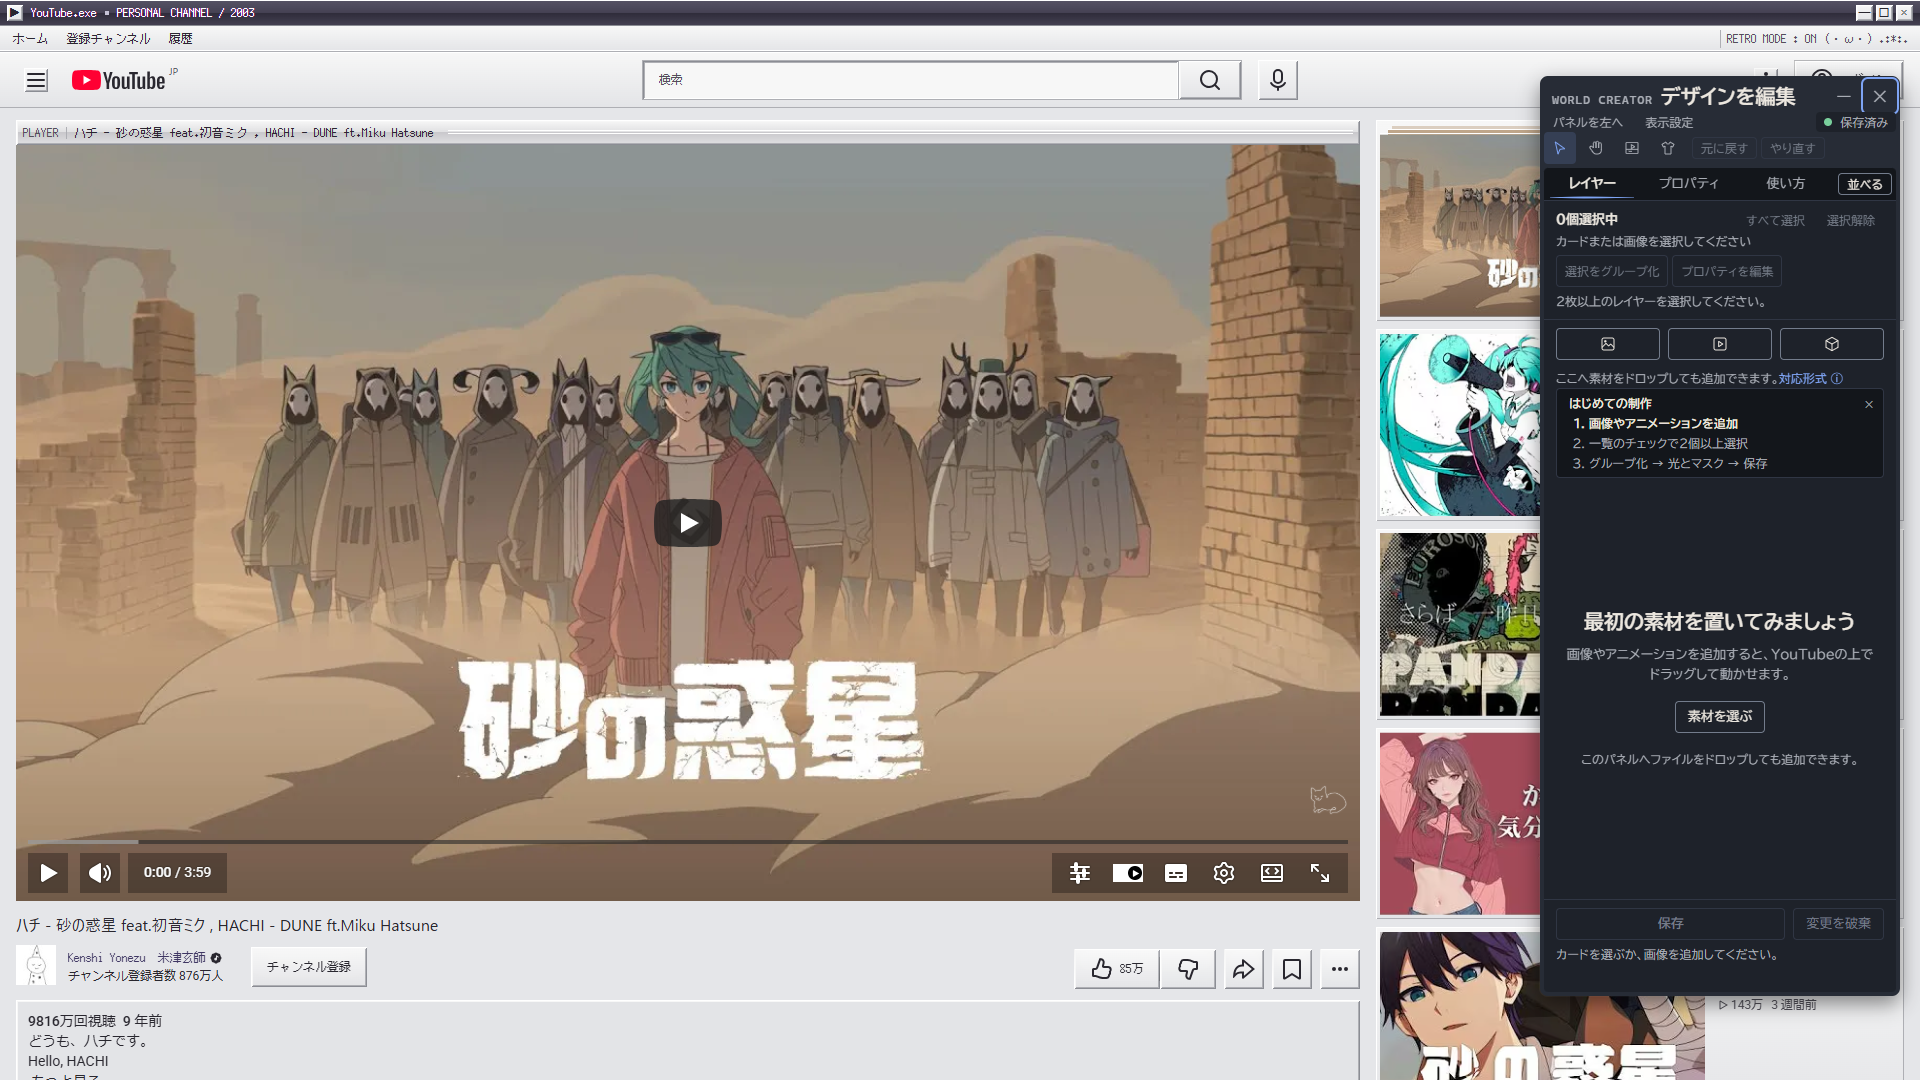 YouTube.exe ▪ PERSONAL CHANNEL / 2003
ホーム 登録チャンネル 履歴
RETRO MODE : ON (・ω・) .:*:.
YouTube JP
検索
PLAYER ハチ - 砂の惑星 feat.初音ミク , HACHI - DUNE ft.Miku Hatsune
砂の惑星
0:00 / 3:59
ハチ - 砂の惑星 feat.初音ミク , HACHI - DUNE ft.Miku Hatsune
Kenshi Yonezu 米津玄師
チャンネル登録者数 876万人
チャンネル登録
85万
9816万回視聴 9 年前
どうも、ハチです。
Hello, HACHI
砂の
EUROSO
さらば 一昨日
PANDA
PAN DA
か
気分
砂の惑星
143万 3 週間前
WORLD CREATOR デザインを編集
パネルを左へ 表示設定
保存済み
元に戻す やり直す
レイヤー プロパティ 使い方 並べる
0個選択中 すべて選択 選択解除
カードまたは画像を選択してください
選択をグループ化 プロパティを編集
2枚以上のレイヤーを選択してください。
ここへ素材をドロップしても追加できます。対応形式 ⓘ
はじめての制作
1. 画像やアニメーションを追加
2. 一覧のチェックで2個以上選択
3. グループ化 → 光とマスク → 保存
最初の素材を置いてみましょう
画像やアニメーションを追加すると、YouTubeの上で
ドラッグして動かせます。
素材を選ぶ
このパネルへファイルをドロップしても追加できます。
保存 変更を破棄
カードを選ぶか、画像を追加してください。